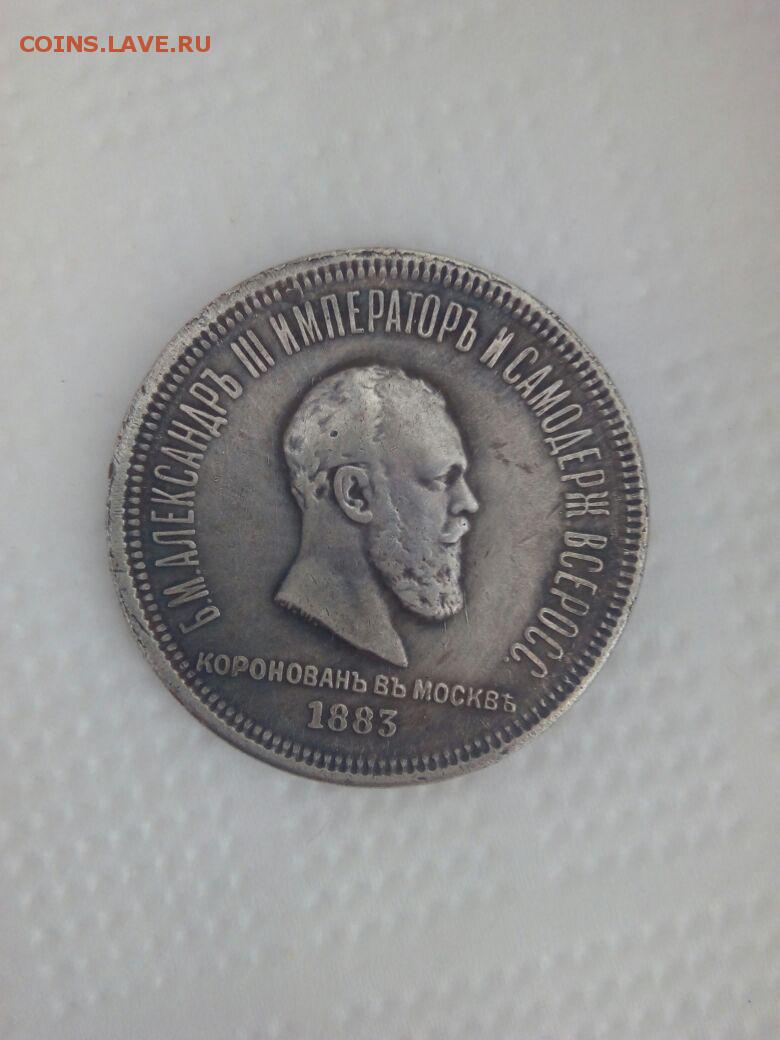 COINS.LAVE.RU
Б.М.АЛЕКСАНДРЪ III ИМПЕРАТОРЪ И САМОДЕРЖ ВСЕРОСС.
КОРОНОВАНЪ ВЪ МОСКВѢ
1883